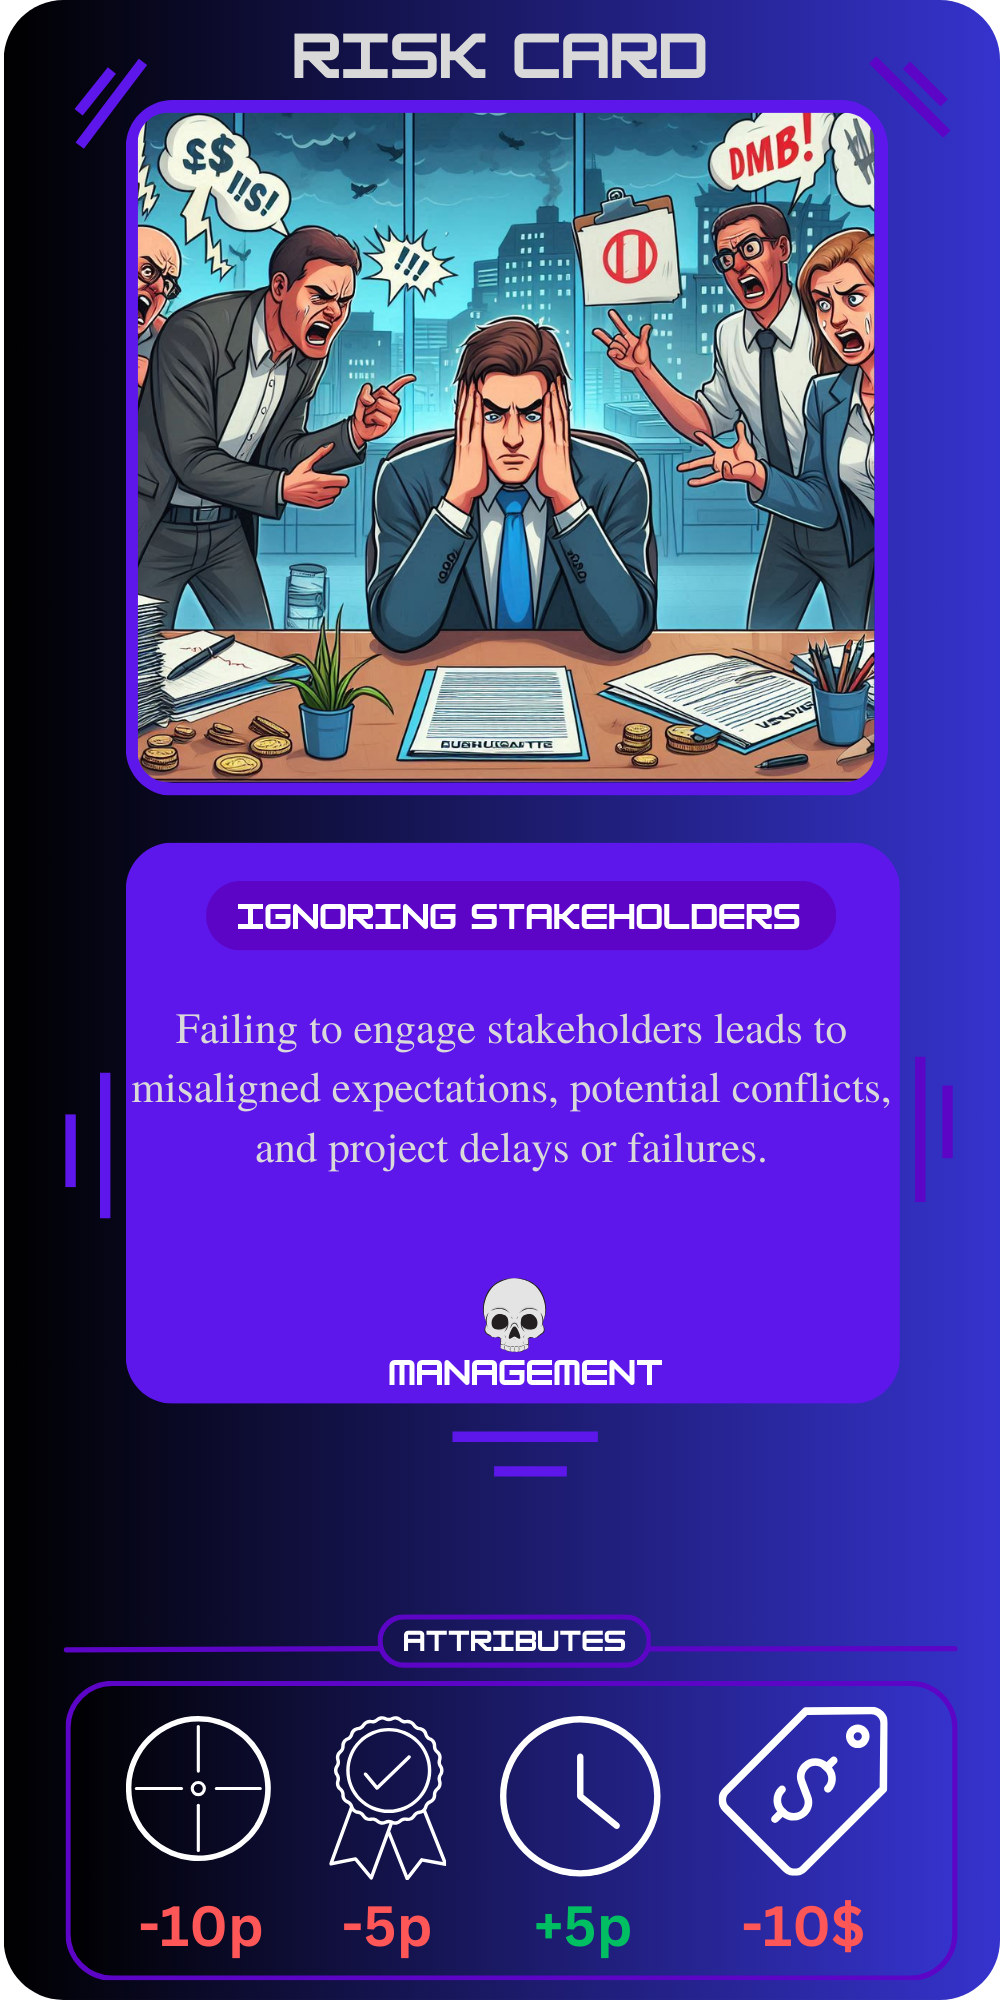 RISK CARD
£$
!!S!
!!!
DMB!
IGNORING STAKEHOLDERS
Failing to engage stakeholders leads to
misaligned expectations, potential conflicts,
and project delays or failures.
MANAGEMENT
ATTRIBUTES
$
-10p -5p +5p -10$